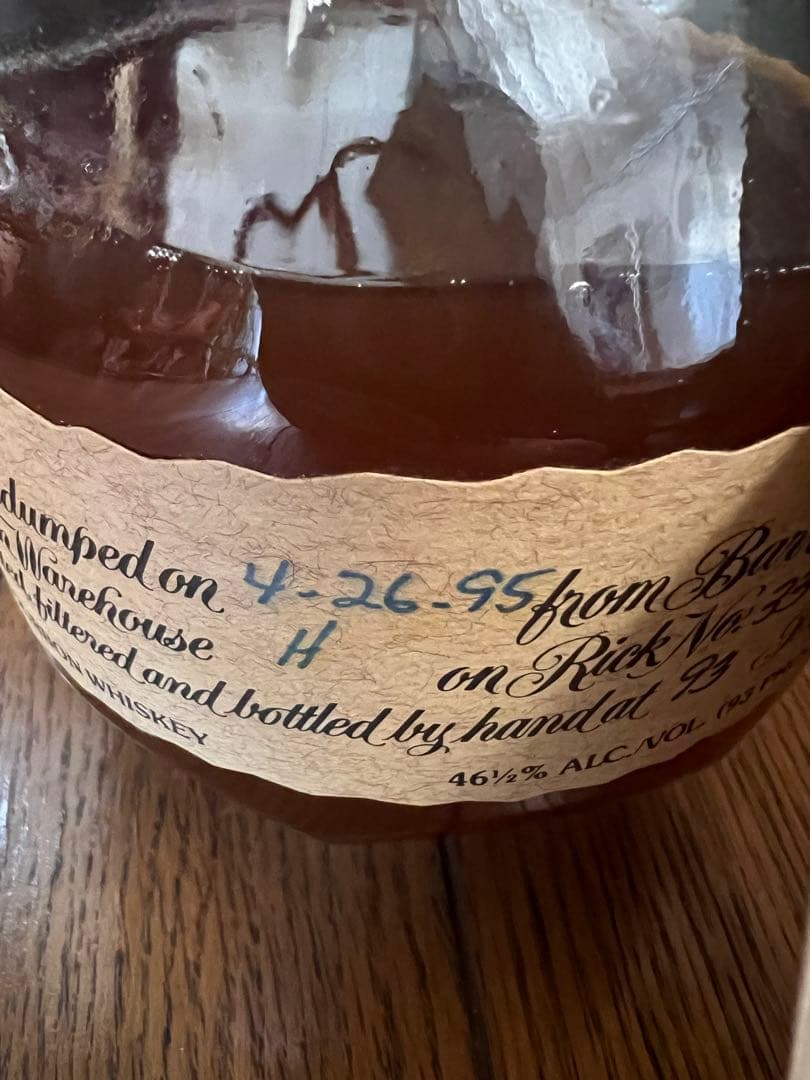 dumped on 4-26-95 from
Warehouse H on Rick No.
filtered and bottled by hand at 93
WHISKEY 46½% ALC./VOL (93